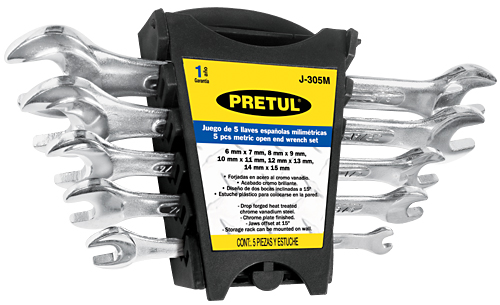 1 año
Garantía
J-305M
PRETUL®
Juego de 5 llaves españolas milimétricas
5 pcs metric open end wrench set
6 mm x 7 mm, 8 mm x 9 mm,
10 mm x 11 mm, 12 mm x 13 mm,
14 mm x 15 mm
• Forjadas en acero al cromo vanadio.
• Acabado cromo brillante.
• Diseño de dos bocas inclinadas a 15°
• Estuche plástico para colocarse en la pared.
• Drop forged heat treated
chrome vanadium steel.
• Chrome plate finished.
• Jaws offset at 15°
• Storage rack can be mounted on wall.
CONT. 5 PIEZAS Y ESTUCHE